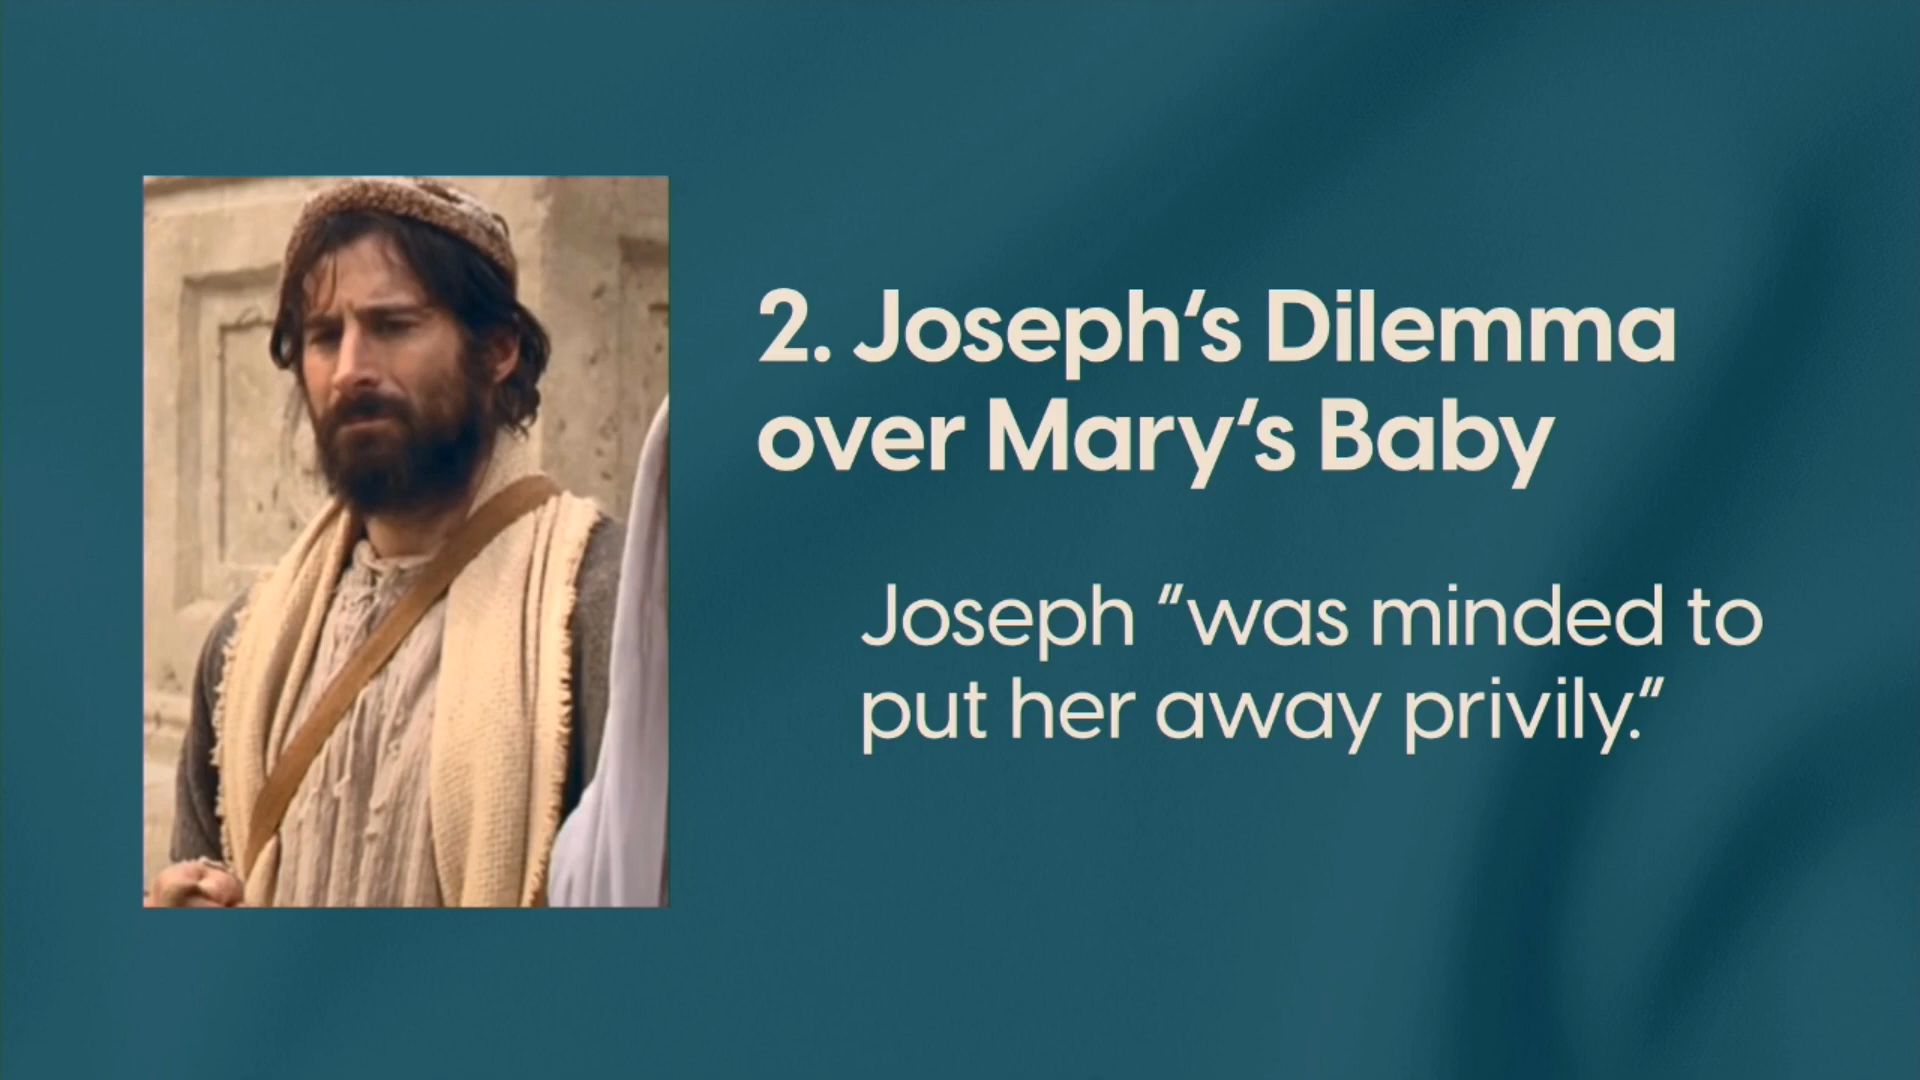 2. Joseph's Dilemma
over Mary's Baby
Joseph "was minded to
put her away privily."